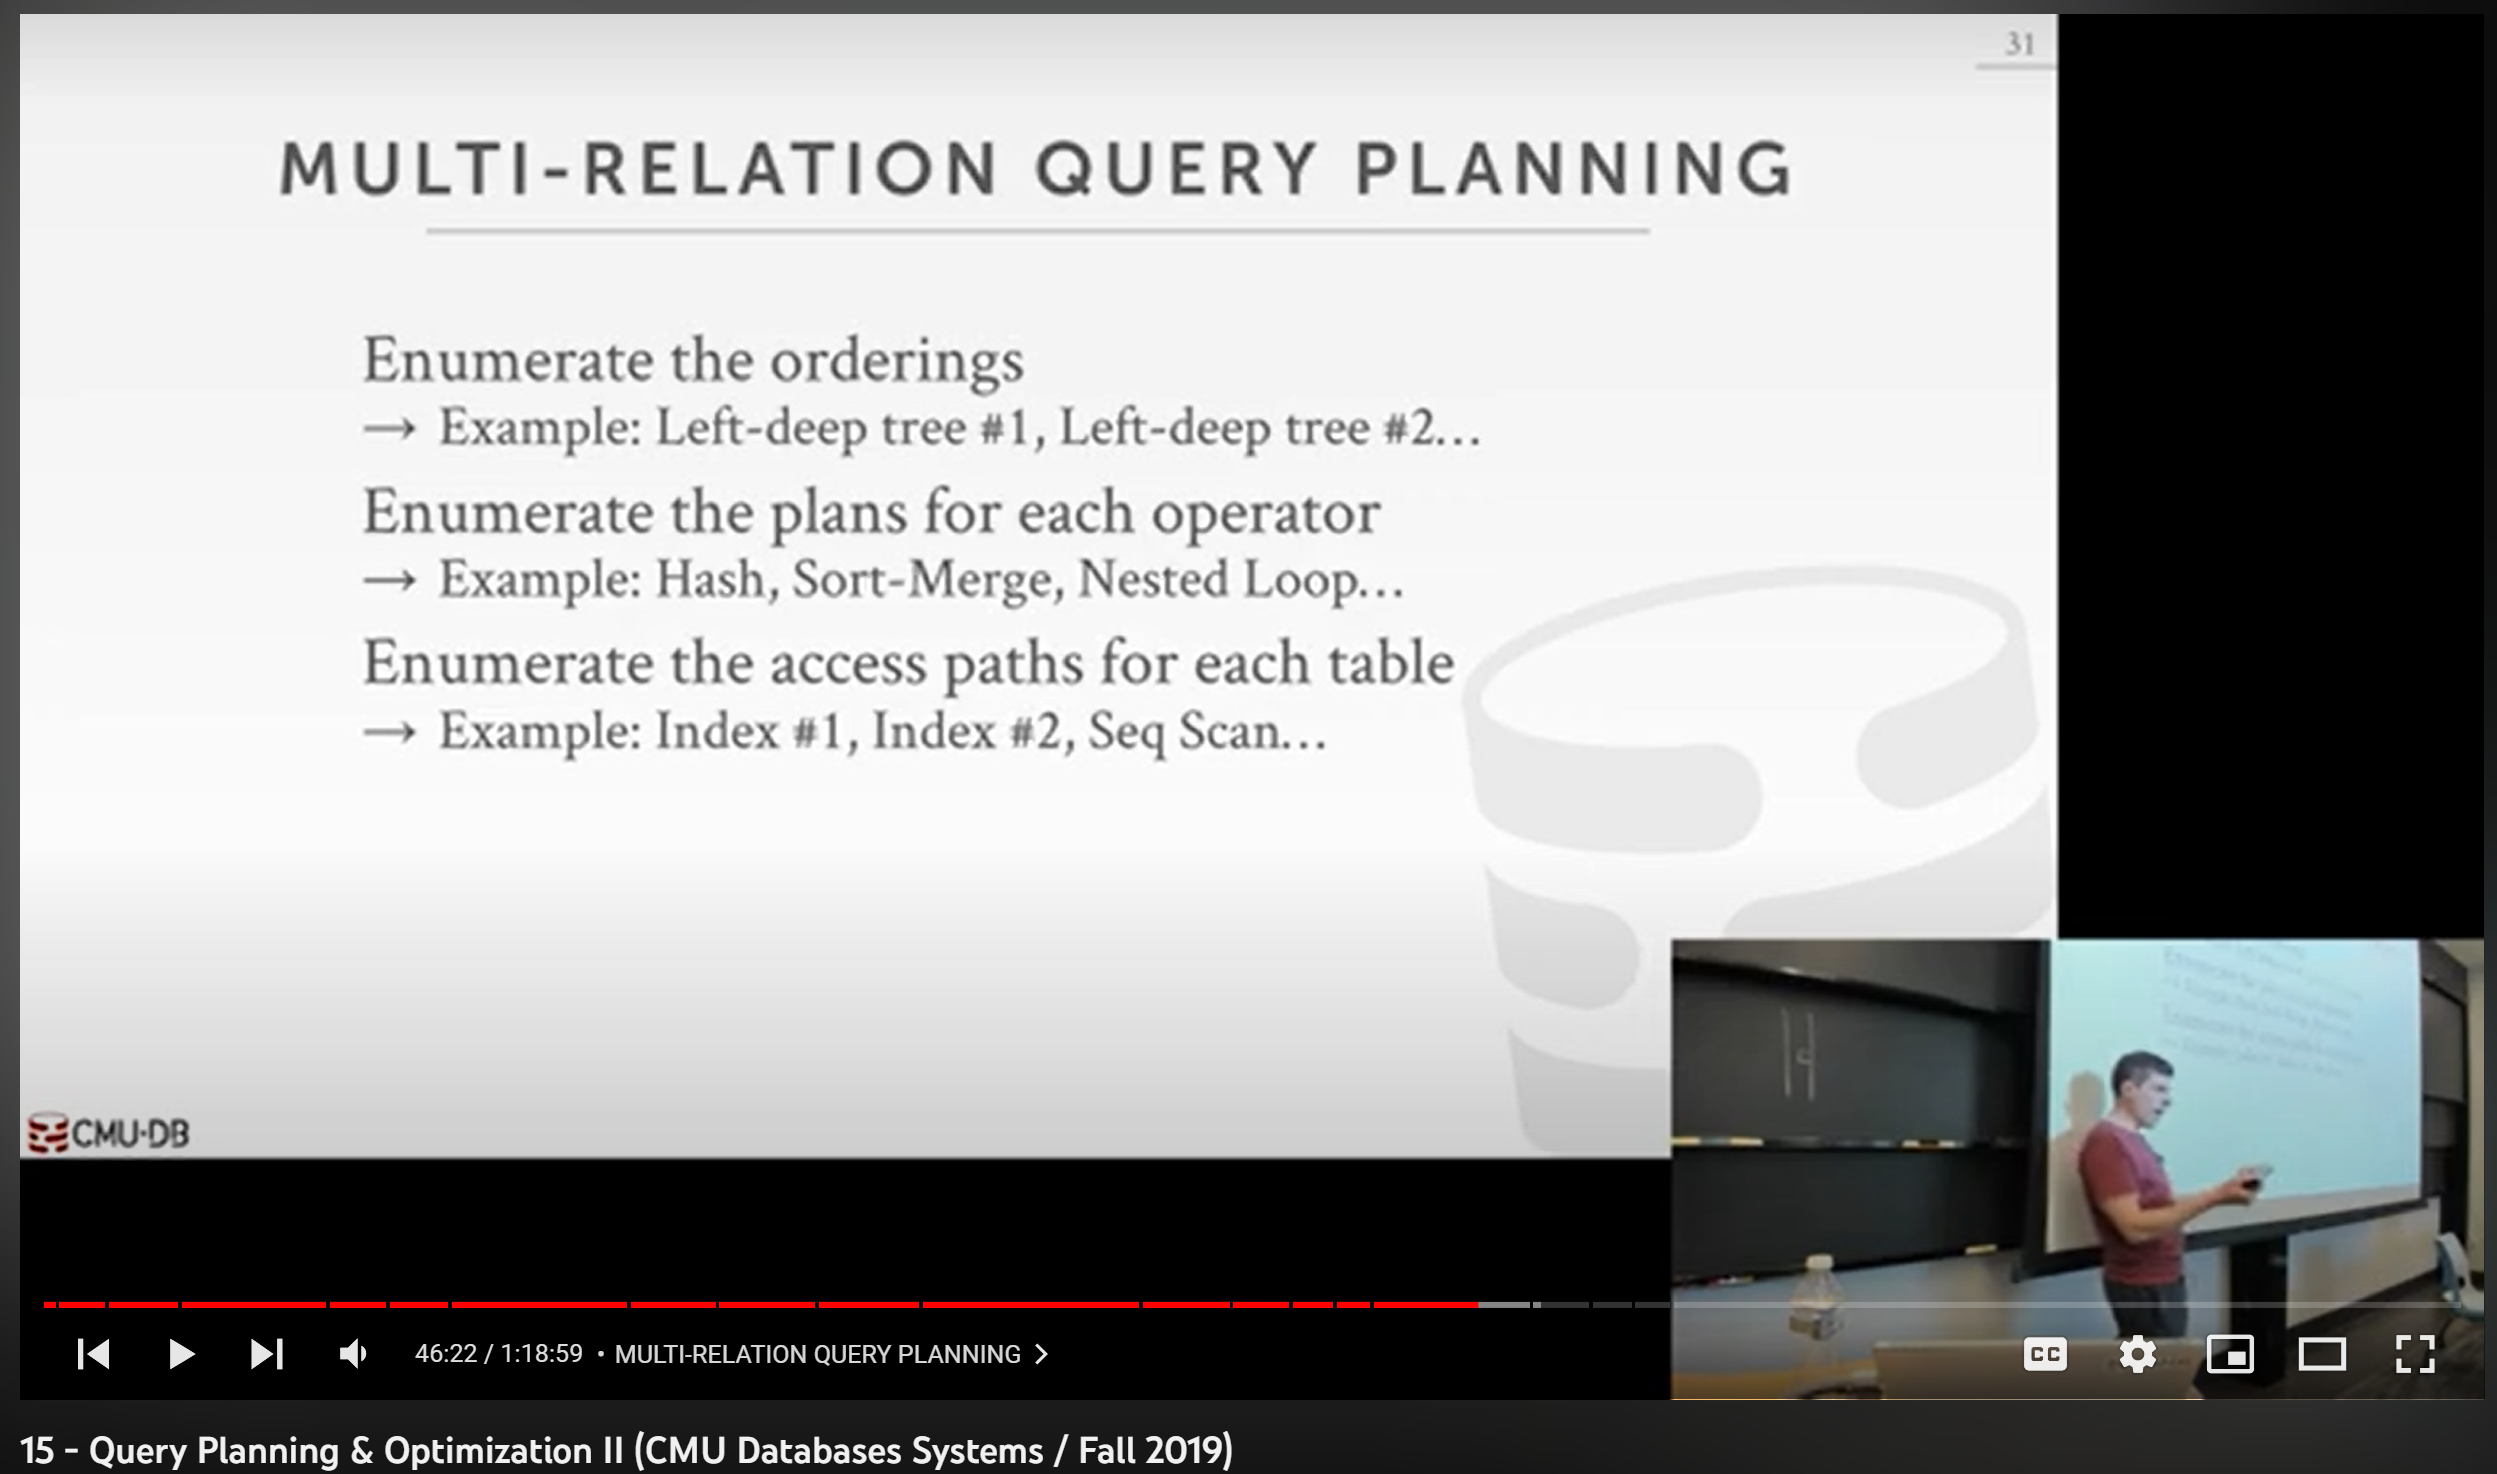 31
MULTI-RELATION QUERY PLANNING
Enumerate the orderings
→ Example: Left-deep tree #1, Left-deep tree #2...
Enumerate the plans for each operator
→ Example: Hash, Sort-Merge, Nested Loop...
Enumerate the access paths for each table
→ Example: Index #1, Index #2, Seq Scan...
CMU·DB
46:22 / 1:18:59 • MULTI-RELATION QUERY PLANNING
CC
15 - Query Planning & Optimization II (CMU Databases Systems / Fall 2019)